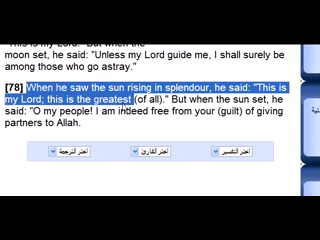 "This is my Lord." But when the
moon set, he said: "Unless my Lord guide me, I shall surely be
among those who go astray."
[78] When he saw the sun rising in splendour, he said: "This is
my Lord; this is the greatest (of all)." But when the sun set, he
said: "O my people! I am indeed free from your (guilt) of giving
partners to Allah.
اختر التفسير اختر القارئ اختر الترجمة